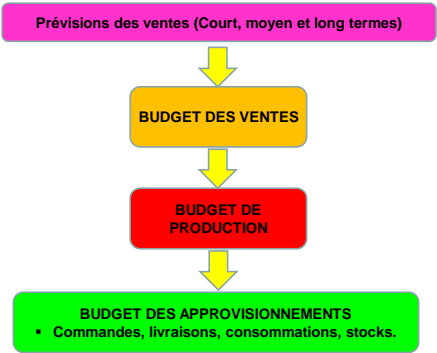 Prévisions des ventes (Court, moyen et long termes)
BUDGET DES VENTES
BUDGET DE
PRODUCTION
BUDGET DES APPROVISIONNEMENTS
▪ Commandes, livraisons, consommations, stocks.